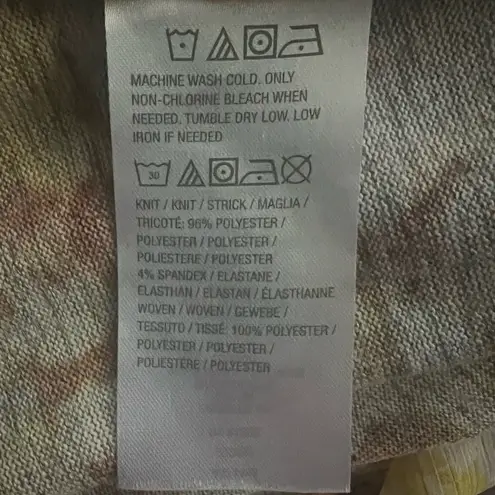 MACHINE WASH COLD. ONLY
NON-CHLORINE BLEACH WHEN
NEEDED. TUMBLE DRY LOW. LOW
IRON IF NEEDED
30
KNIT / KNIT / STRICK / MAGLIA /
TRICOTÉ: 96% POLYESTER /
POLYESTER / POLYESTER /
POLIESTERE / POLYESTER
4% SPANDEX / ELASTANE /
ELASTHAN / ELASTAN / ÉLASTHANNE
WOVEN / WOVEN / GEWEBE /
TESSITO / TISSÉ: 100% POLYESTER /
POLYESTER / POLYESTER /
POLIESTERE / POLYESTER